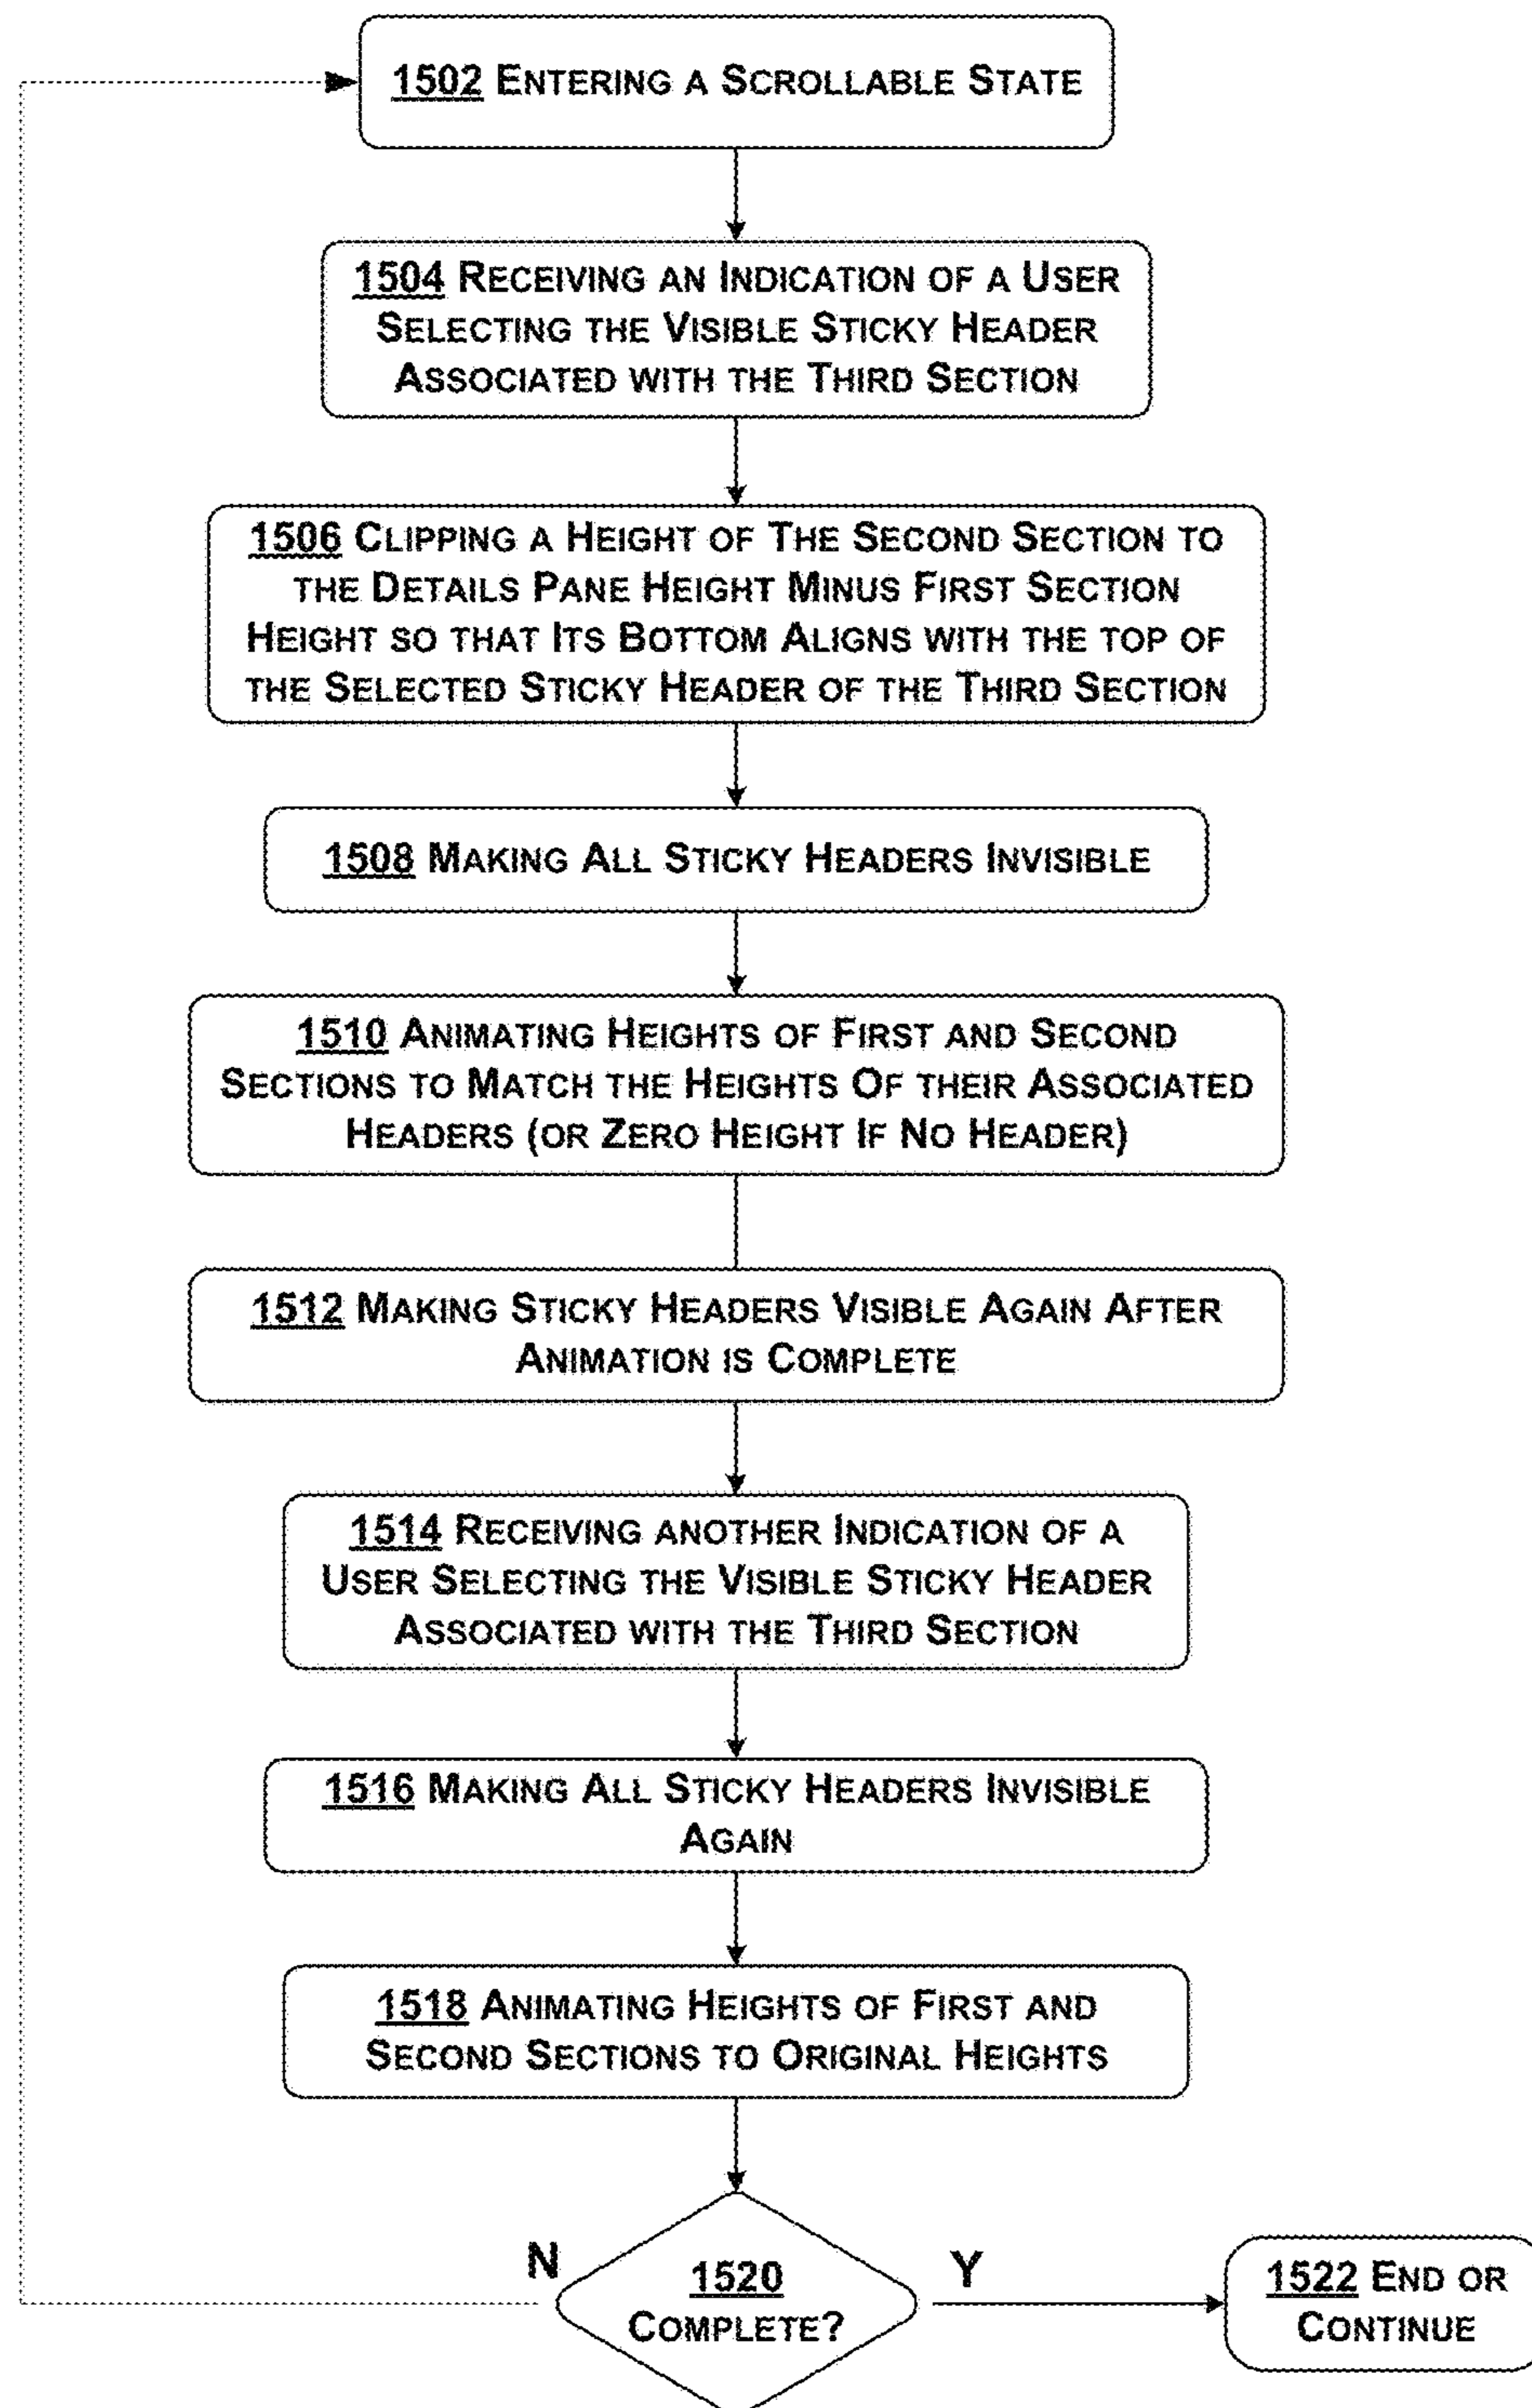 1502 Entering a Scrollable State
1504 Receiving an Indication of a User
Selecting the Visible Sticky Header
Associated with the Third Section
1506 Clipping a Height of The Second Section to
the Details Pane Height Minus First Section
Height so that Its Bottom Aligns with the top of
the Selected Sticky Header of the Third Section
1508 Making All Sticky Headers Invisible
1510 Animating Heights of First and Second
Sections to Match the Heights Of their Associated
Headers (or Zero Height If No Header)
1512 Making Sticky Headers Visible Again After
Animation is Complete
1514 Receiving another Indication of a
User Selecting the Visible Sticky Header
Associated with the Third Section
1516 Making All Sticky Headers Invisible
Again
1518 Animating Heights of First and
Second Sections to Original Heights
N
1520
Complete?
Y
1522 End or
Continue